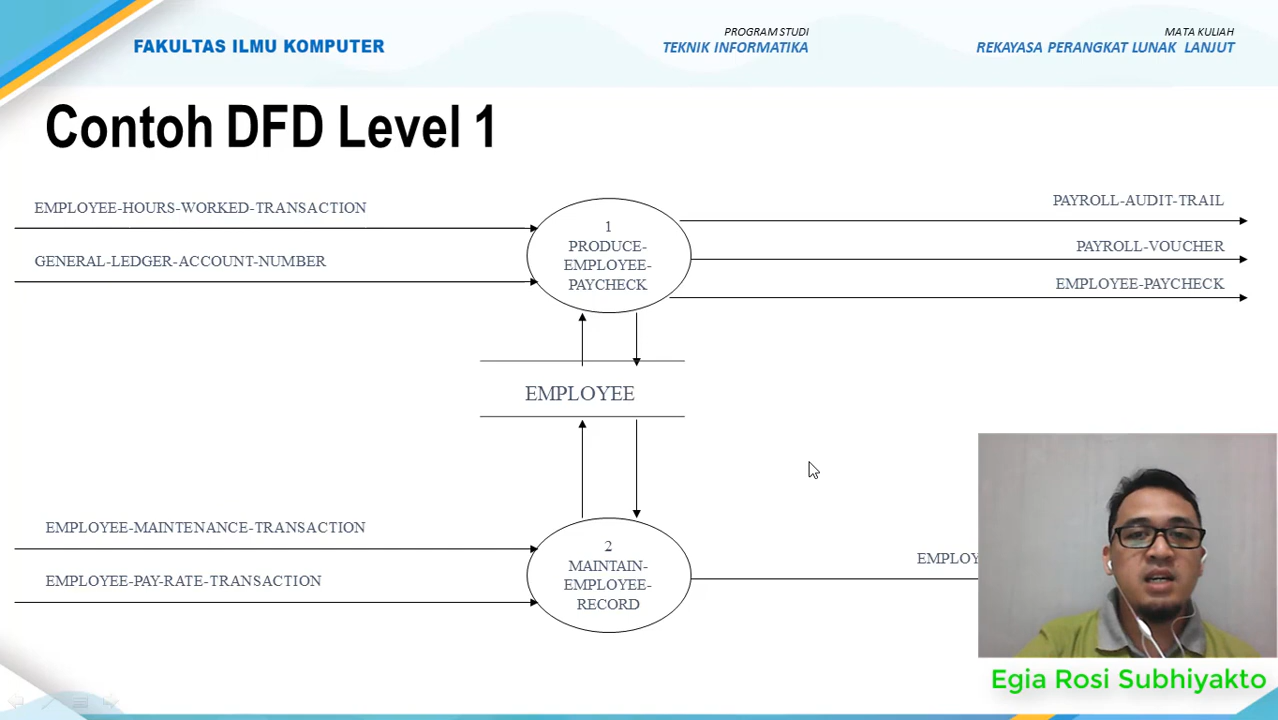 FAKULTAS ILMU KOMPUTER
PROGRAM STUDI
TEKNIK INFORMATIKA
MATA KULIAH
REKAYASA PERANGKAT LUNAK LANJUT
Contoh DFD Level 1
EMPLOYEE-HOURS-WORKED-TRANSACTION
GENERAL-LEDGER-ACCOUNT-NUMBER
1
PRODUCE-
EMPLOYEE-
PAYCHECK
PAYROLL-AUDIT-TRAIL
PAYROLL-VOUCHER
EMPLOYEE-PAYCHECK
EMPLOYEE
EMPLOYEE-MAINTENANCE-TRANSACTION
EMPLOYEE-PAY-RATE-TRANSACTION
2
MAINTAIN-
EMPLOYEE-
RECORD
Egia Rosi Subhiyakto